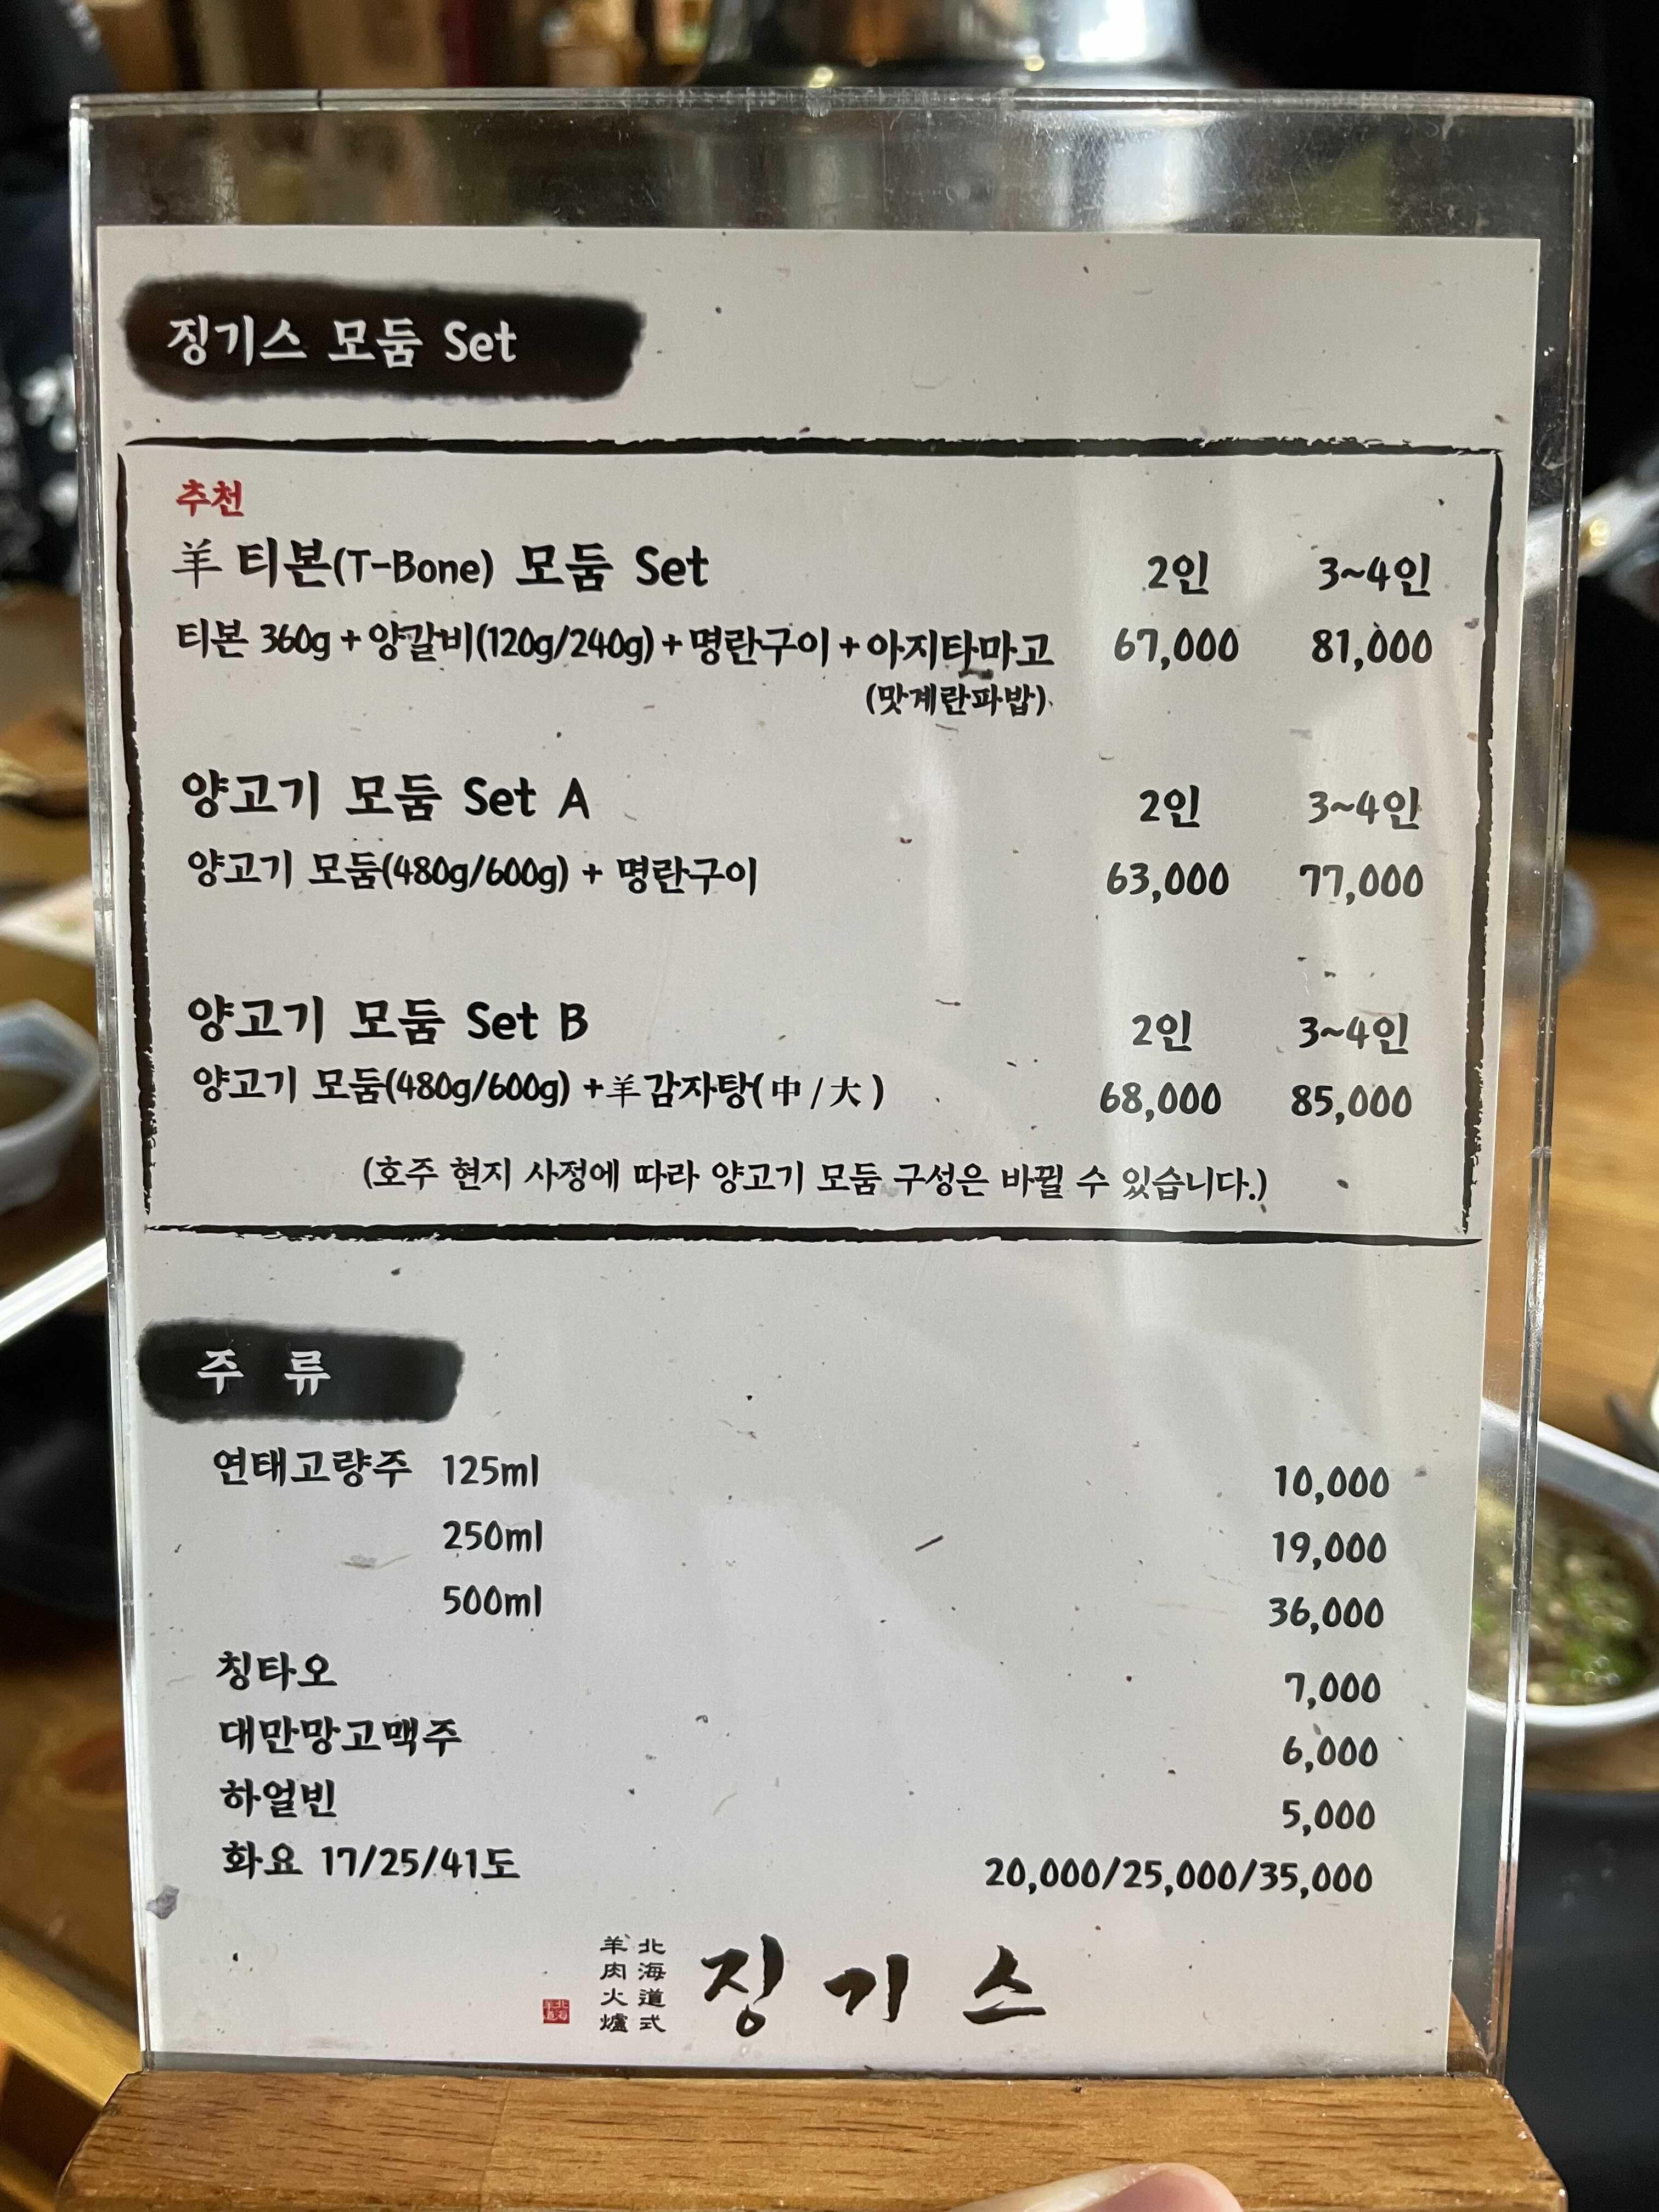 징기스 모둠 Set
추천
羊 티본(T-Bone) 모둠 Set 2인 3~4인
티본 360g + 양갈비(120g/240g) + 명란구이 + 아지타마고 67,000 81,000
(맛계란파밥)
양고기 모둠 Set A 2인 3~4인
양고기 모둠(480g/600g) + 명란구이 63,000 77,000
양고기 모둠 Set B 2인 3~4인
양고기 모둠(480g/600g) +羊감자탕(中/大) 68,000 85,000
(호주 현지 사정에 따라 양고기 모둠 구성은 바뀔 수 있습니다.)
주 류
연태고량주 125ml 10,000
250ml 19,000
500ml 36,000
칭타오 7,000
대만망고맥주 6,000
하얼빈 5,000
화요 17/25/41도 20,000/25,000/35,000
北海道式
羊肉火爐
징기스